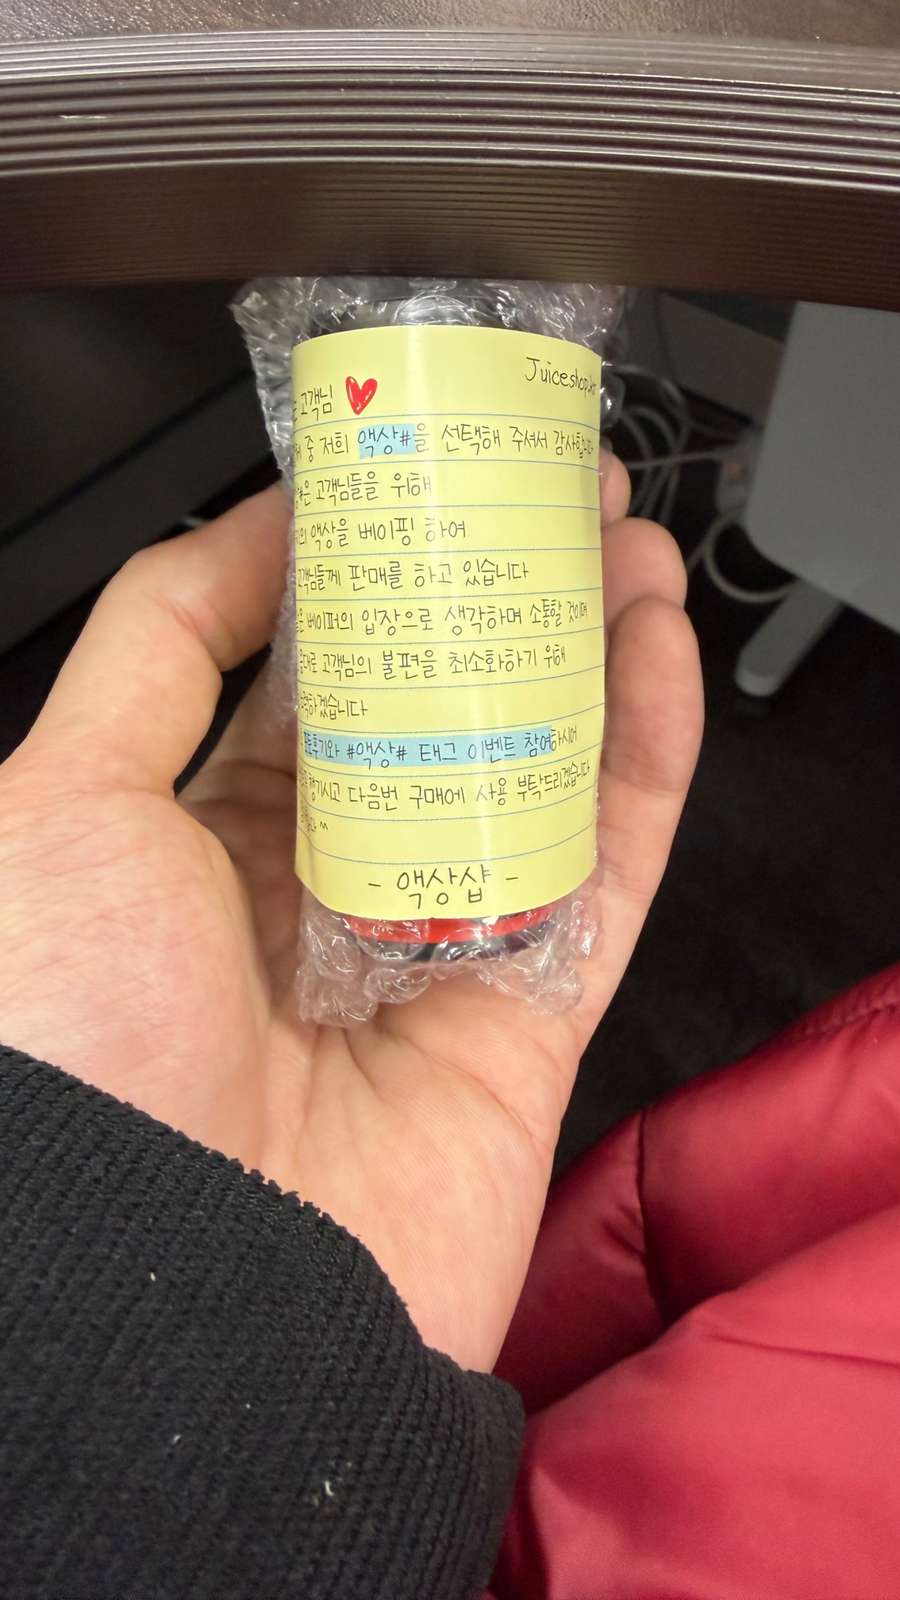 Juiceshop.kr
고객님
중 저희 액상#을 선택해 주셔서 감사합니다
고객님들을 위해
액상을 베이핑 하여
고객님들께 판매를 하고 있습니다
베이퍼의 입장으로 생각하며 소통할 것이며
고객님의 불편을 최소화하기 위해
하겠습니다
#액상# 태그 이벤트 참여하시어
챙기시고 다음번 구매에 사용 부탁드리겠습니다
- 액상샵 -